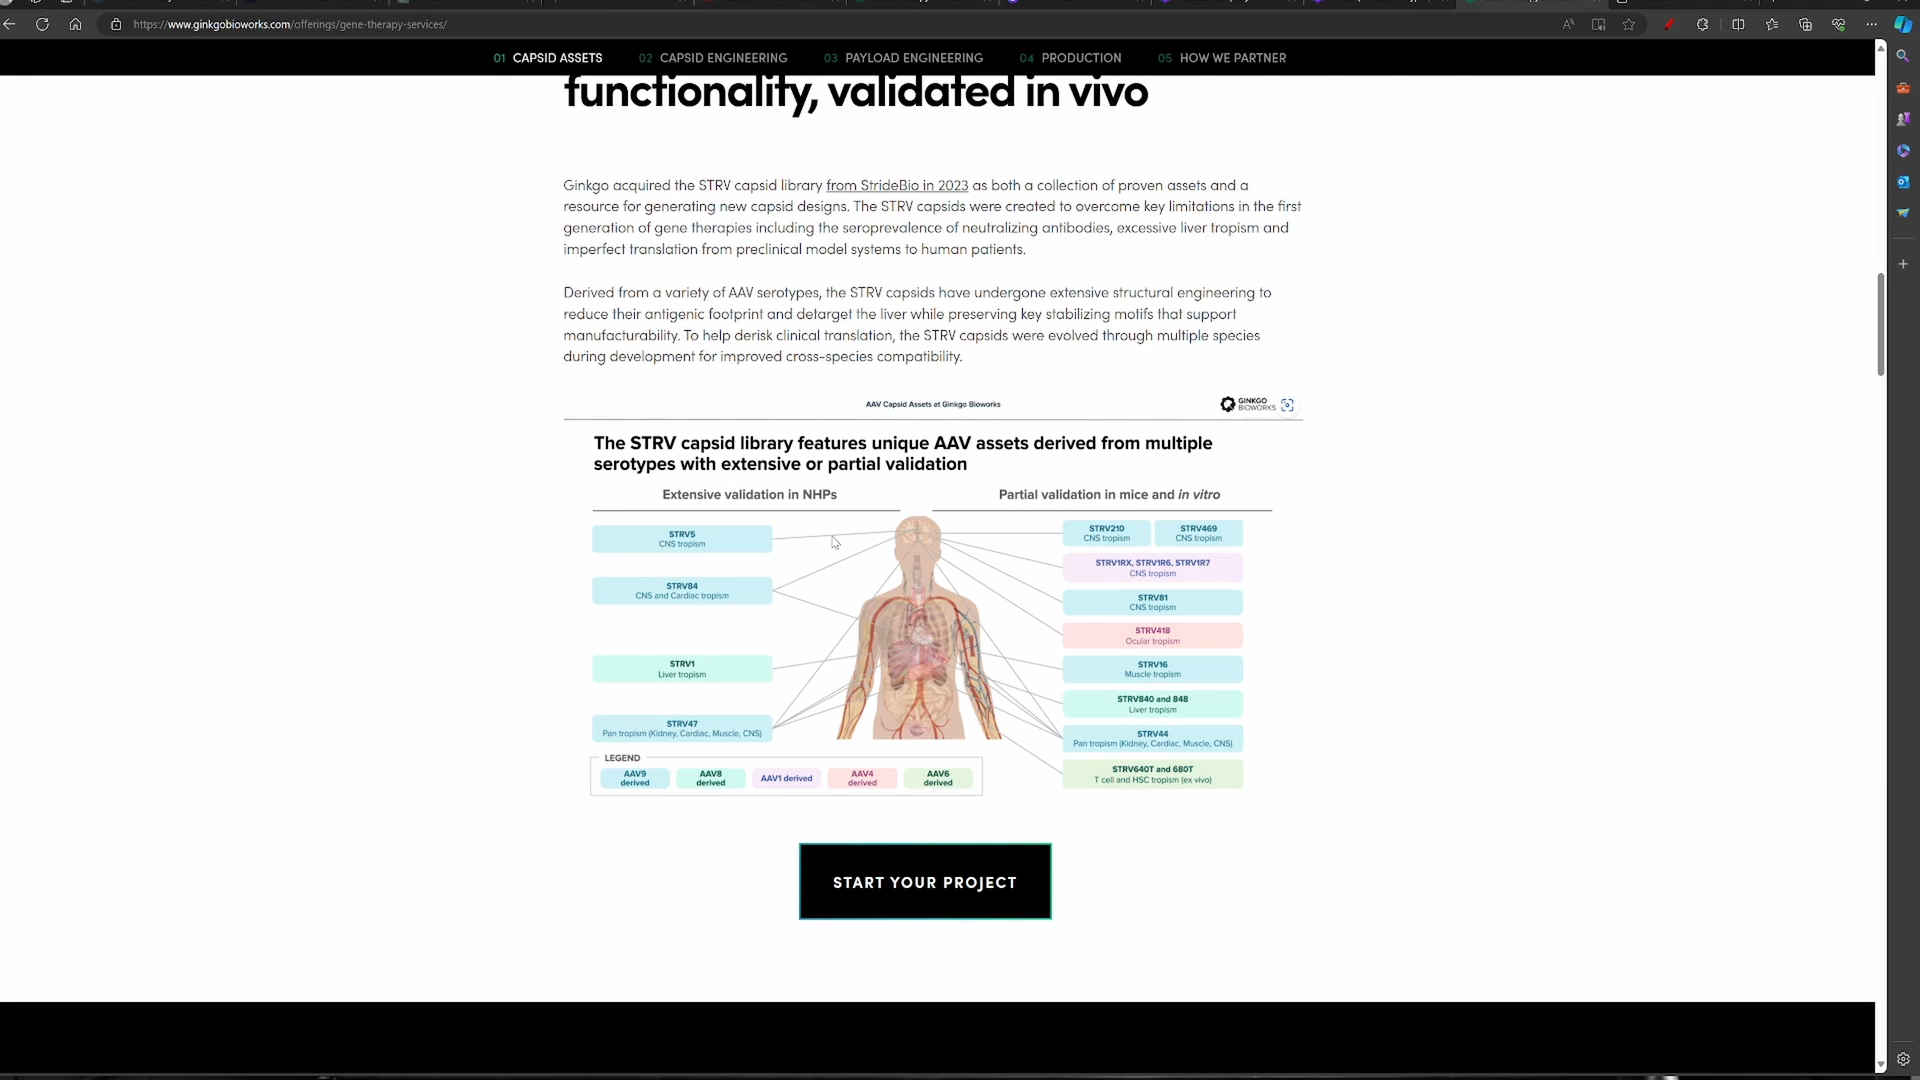 https://www.ginkgobioworks.com/offerings/gene-therapy-services/
01 CAPSID ASSETS
02 CAPSID ENGINEERING
03 PAYLOAD ENGINEERING
04 PRODUCTION
05 HOW WE PARTNER
functionality, validated in vivo
Ginkgo acquired the STRV capsid library from StrideBio in 2023 as both a collection of proven assets and a
resource for generating new capsid designs. The STRV capsids were created to overcome key limitations in the first
generation of gene therapies including the seroprevalence of neutralizing antibodies, excessive liver tropism and
imperfect translation from preclinical model systems to human patients.
Derived from a variety of AAV serotypes, the STRV capsids have undergone extensive structural engineering to
reduce their antigenic footprint and detarget the liver while preserving key stabilizing motifs that support
manufacturability. To help derisk clinical translation, the STRV capsids were evolved through multiple species
during development for improved cross-species compatibility.
AAV Capsid Assets at Ginkgo Bioworks
GINKGO
BIOWORKS
The STRV capsid library features unique AAV assets derived from multiple
serotypes with extensive or partial validation
Extensive validation in NHPs
STRV5
CNS tropism
STRV84
CNS and Cardiac tropism
STRV1
Liver tropism
STRV47
Pan tropism (Kidney, Cardiac, Muscle, CNS)
Partial validation in mice and in vitro
STRV210
CNS tropism
STRV469
CNS tropism
STRV1RX, STRV1R6, STRV1R7
CNS tropism
STRV81
CNS tropism
STRV418
Ocular tropism
STRV16
Muscle tropism
STRV840 and 848
Liver tropism
STRV44
Pan tropism (Kidney, Cardiac, Muscle, CNS)
STRV640T and 680T
T cell and HSC tropism (ex vivo)
LEGEND
AAV9
derived
AAV8
derived
AAV1 derived
AAV4
derived
AAV6
derived
START YOUR PROJECT